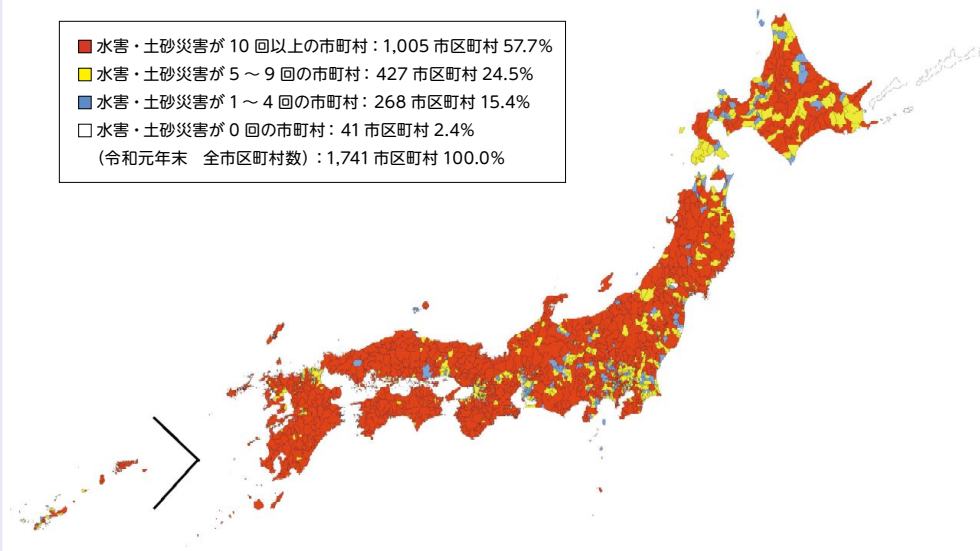 水害・土砂災害が 10 回以上の市町村：1,005 市区町村 57.7%
水害・土砂災害が 5 ～ 9 回の市町村：427 市区町村 24.5%
水害・土砂災害が 1 ～ 4 回の市町村：268 市区町村 15.4%
水害・土砂災害が 0 回の市町村：41 市区町村 2.4%
（令和元年末　全市区町村数）：1,741 市区町村 100.0%